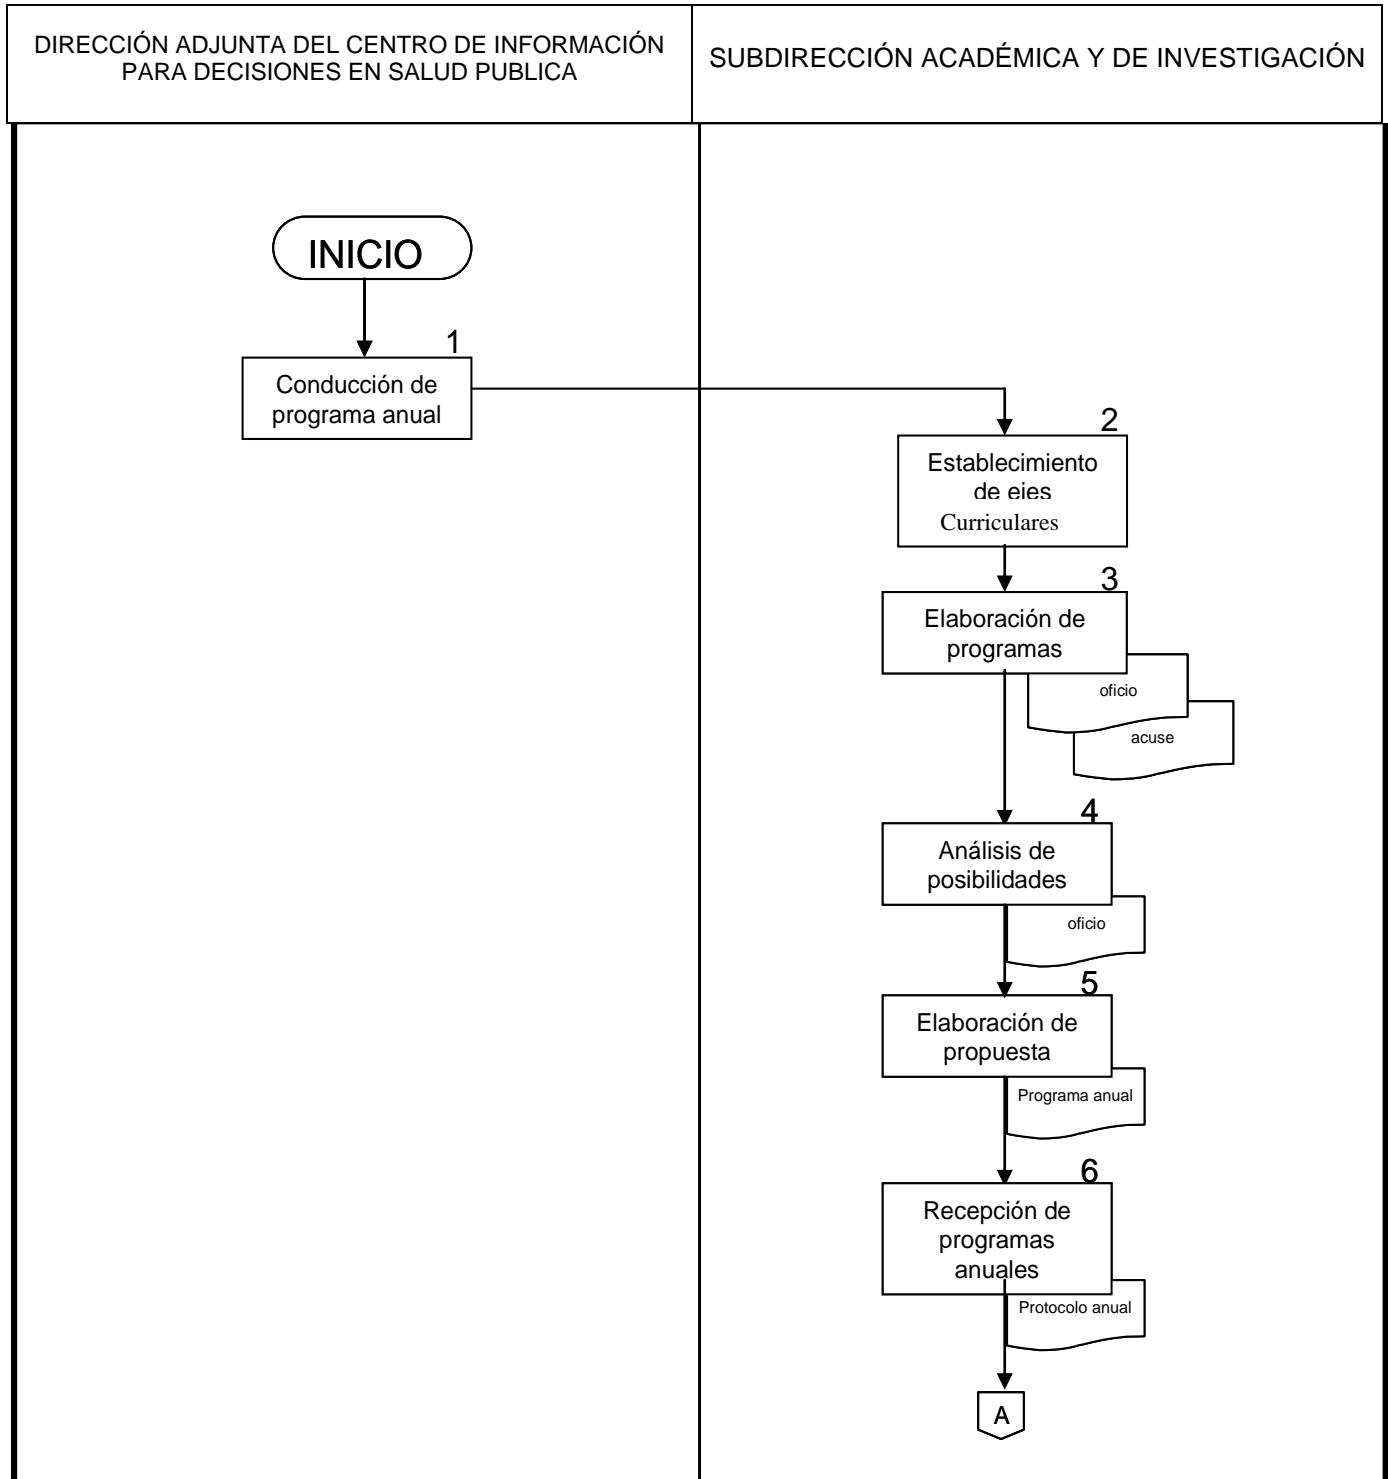 DIRECCIÓN ADJUNTA DEL CENTRO DE INFORMACIÓN
PARA DECISIONES EN SALUD PUBLICA
SUBDIRECCIÓN ACADÉMICA Y DE INVESTIGACIÓN
INICIO
1
Conducción de
programa anual
2
Establecimiento
de ejes
Curriculares
3
Elaboración de
programas
oficio
acuse
4
Análisis de
posibilidades
oficio
5
Elaboración de
propuesta
Programa anual
6
Recepción de
programas
anuales
Protocolo anual
A